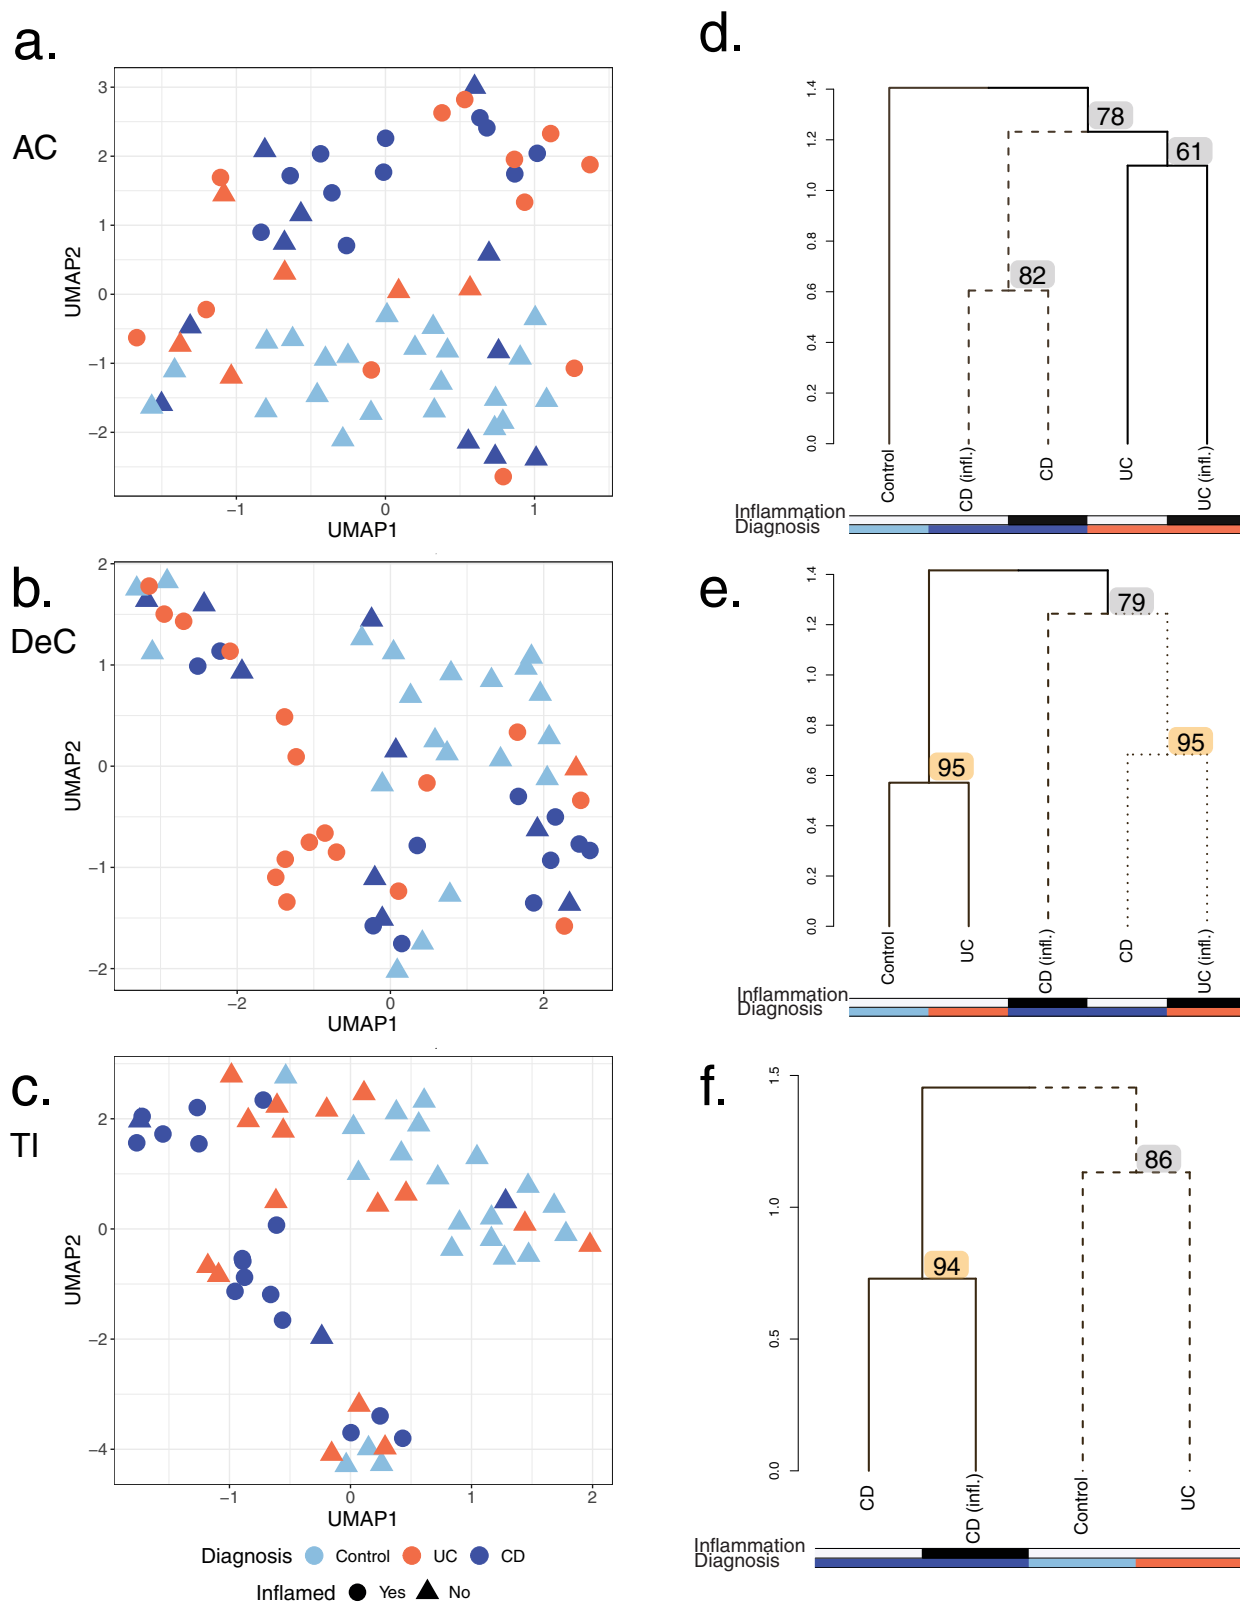 a.
AC
3
2
1
0
−1
−2
UMAP2
−1
0
1
UMAP1
b.
DeC
2
1
0
−1
−2
UMAP2
−2
0
2
UMAP1
c.
TI
2
0
−2
−4
UMAP2
−1
0
1
2
UMAP1
Diagnosis Control UC CD
Inflamed Yes No
d.
1.4
1.2
1.0
0.8
0.6
0.4
0.2
0.0
78
61
82
Control
CD (infl.)
CD
UC
UC (infl.)
Inflammation
Diagnosis
e.
1.4
1.2
1.0
0.8
0.6
0.4
0.2
0.0
79
95
95
Control
UC
CD (infl.)
CD
UC (infl.)
Inflammation
Diagnosis
f.
1.5
1.0
0.5
0.0
86
94
CD
CD (infl.)
Control
UC
Inflammation
Diagnosis